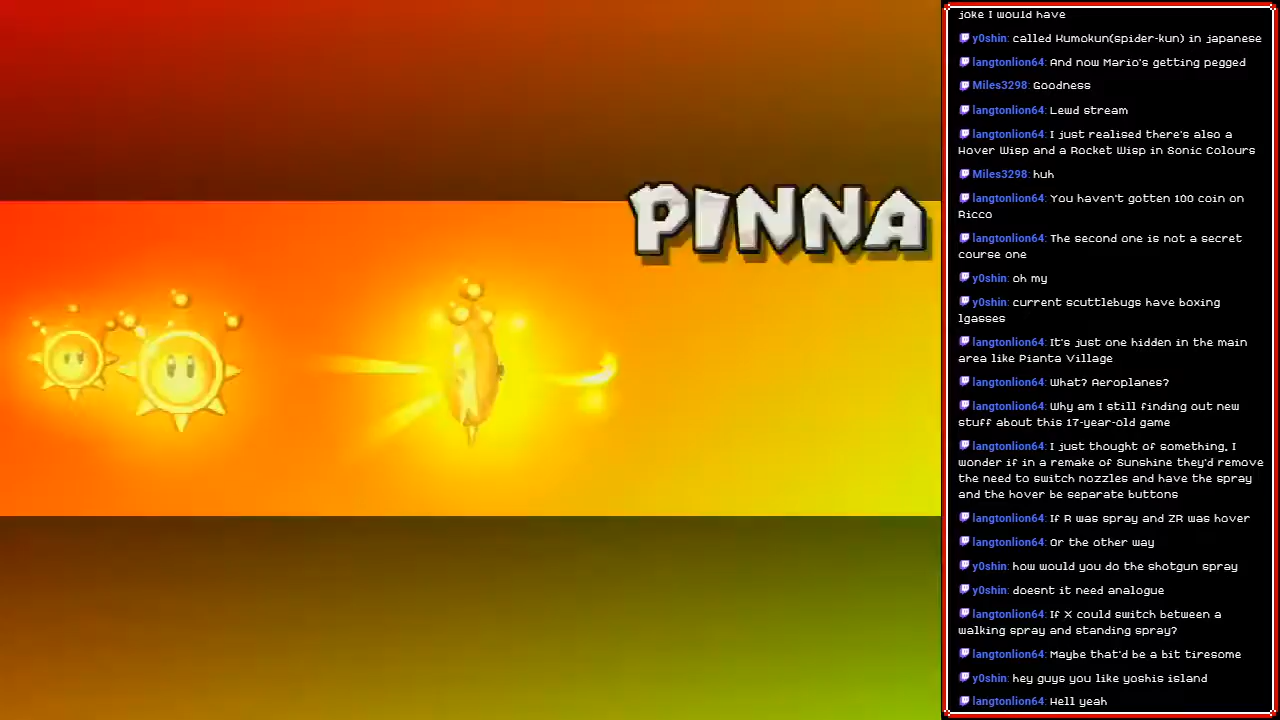 PINNA
joke I would have
y0shin: called Kumokun(spider-kun) in japanese
langtonlion64: And now Mario's getting pegged
Miles3298: Goodness
langtonlion64: Lewd stream
langtonlion64: I just realised there's also a
Hover Wisp and a Rocket Wisp in Sonic Colours
Miles3298: huh
langtonlion64: You haven't gotten 100 coin on
Ricco
langtonlion64: The second one is not a secret
course one
y0shin: oh my
y0shin: current scuttlebugs have boxing
lgasses
langtonlion64: It's just one hidden in the main
area like Pianta Village
langtonlion64: What? Aeroplanes?
langtonlion64: Why am I still finding out new
stuff about this 17-year-old game
langtonlion64: I just thought of something, I
wonder if in a remake of Sunshine they'd remove
the need to switch nozzles and have the spray
and the hover be separate buttons
langtonlion64: If R was spray and ZR was hover
langtonlion64: Or the other way
y0shin: how would you do the shotgun spray
y0shin: doesnt it need analogue
langtonlion64: If X could switch between a
walking spray and standing spray?
langtonlion64: Maybe that'd be a bit tiresome
y0shin: hey guys you like yoshis island
langtonlion64: Hell yeah